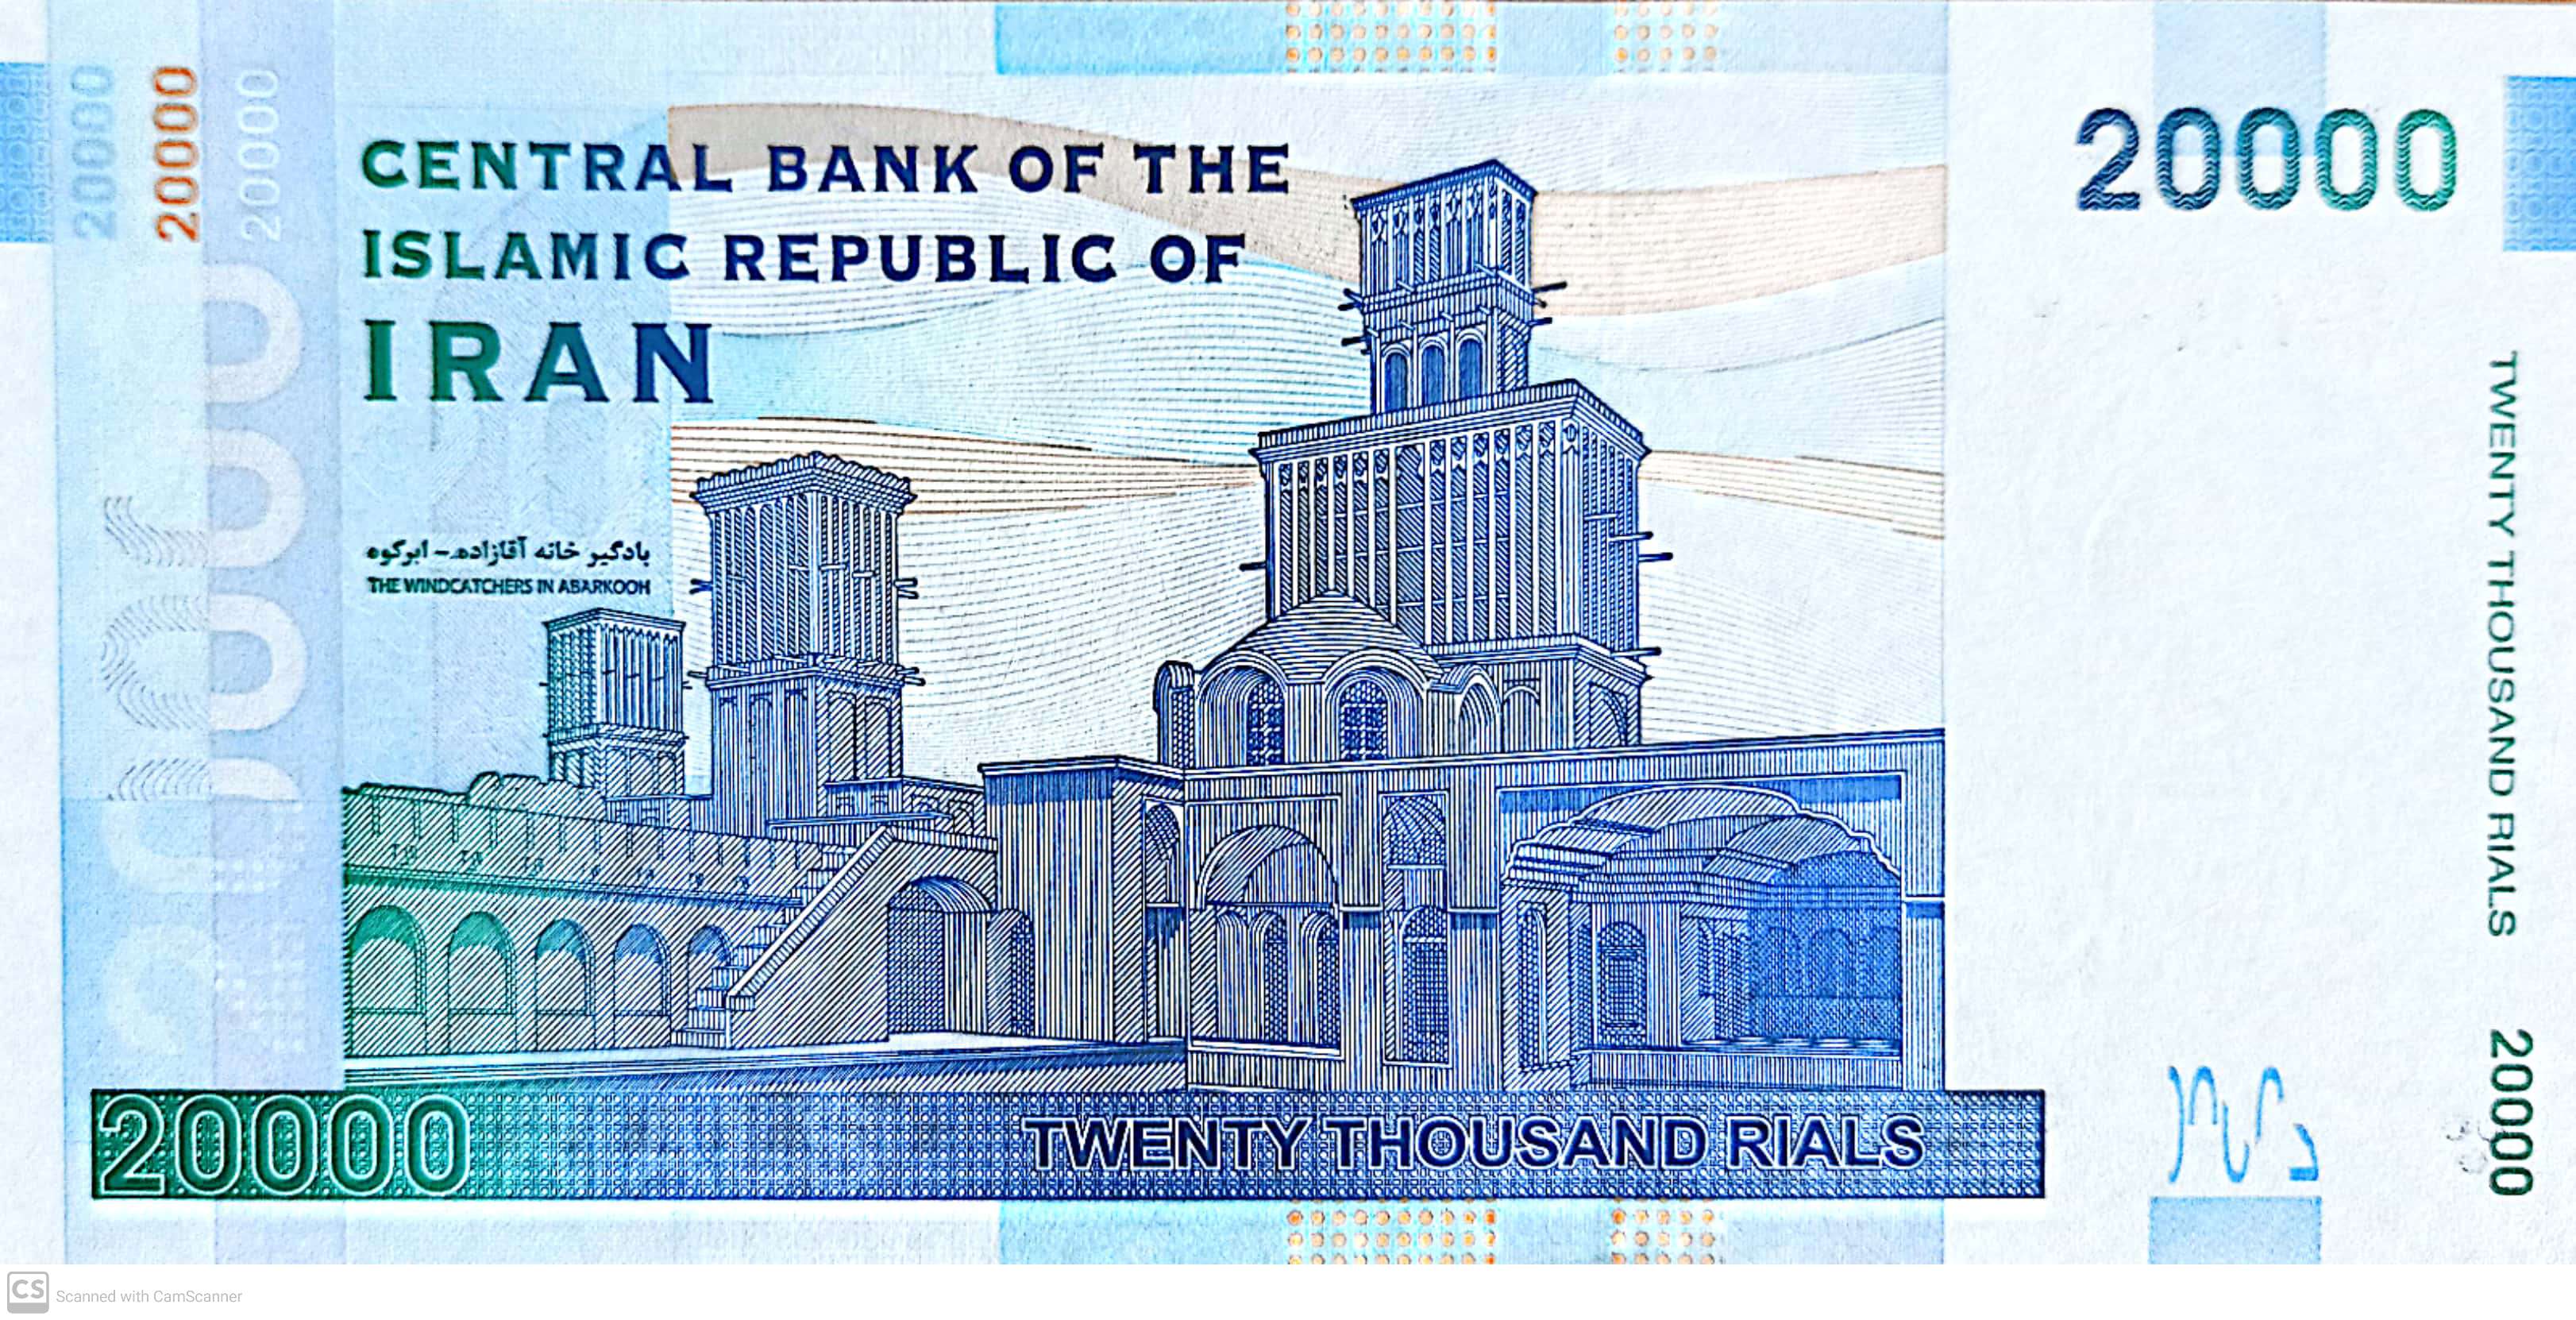 20000
20000
20000
CENTRAL BANK OF THE
ISLAMIC REPUBLIC OF
IRAN
20000
بادگیر خانه آقازاده - ابرکوه
THE WINDCATCHERS IN ABARKOOH
TWENTY THOUSAND RIALS 20000
20000
TWENTY THOUSAND RIALS
CS Scanned with CamScanner